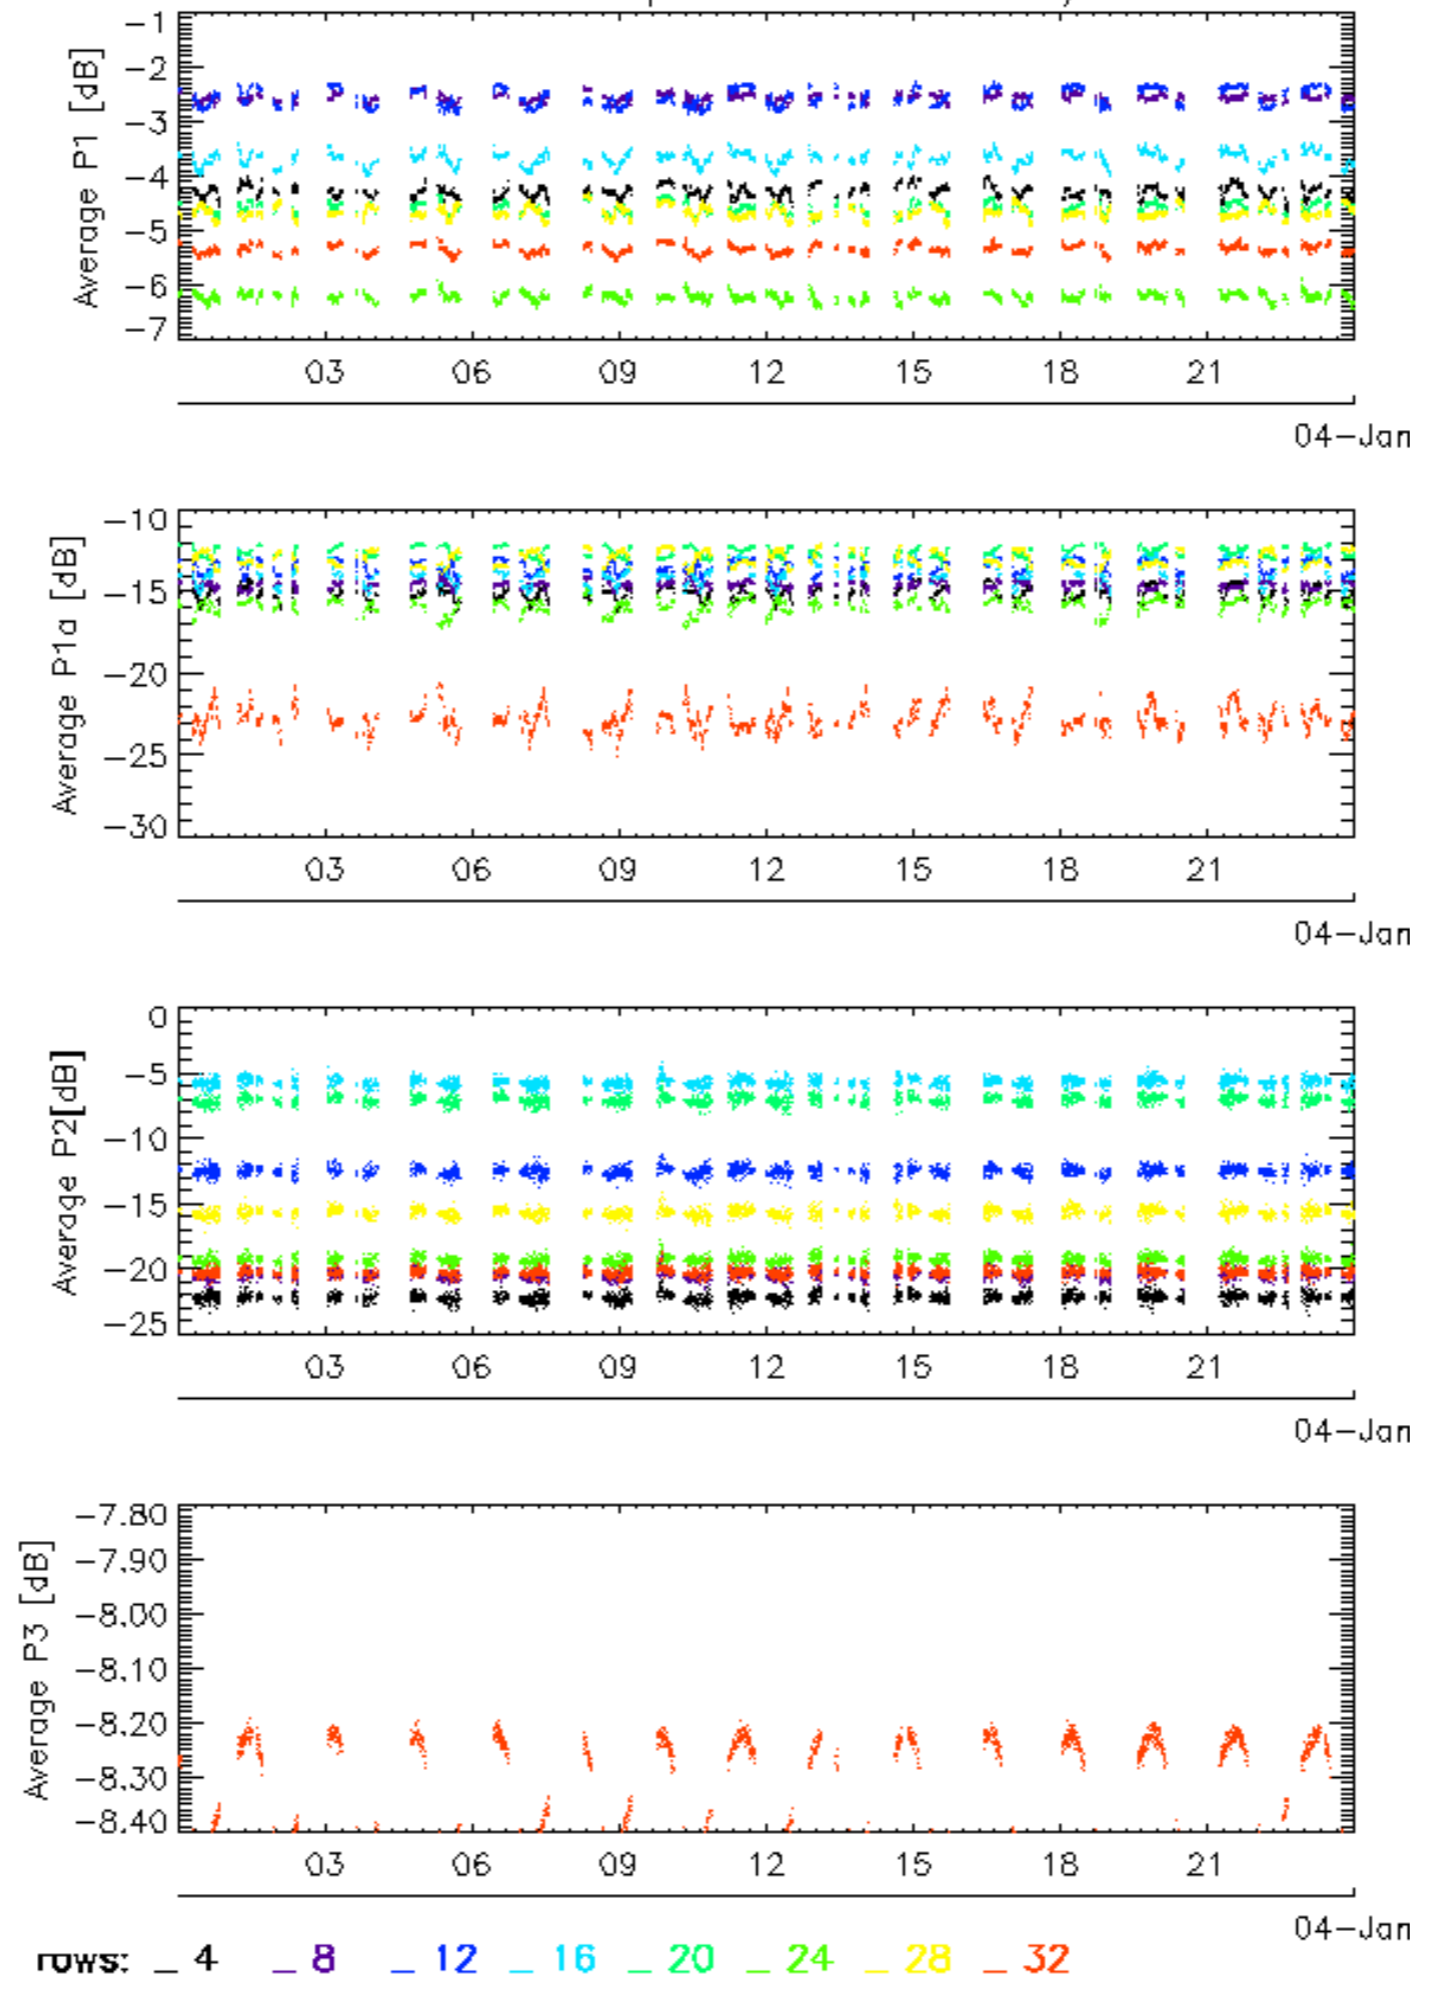 Average P1 [dB]
-1
-2
-3
-4
-5
-6
-7
03 06 09 12 15 18 21
04-Jan
Average P1a [dB]
-10
-15
-20
-25
-30
03 06 09 12 15 18 21
04-Jan
Average P2[dB]
0
-5
-10
-15
-20
-25
03 06 09 12 15 18 21
04-Jan
Average P3 [dB]
-7.80
-7.90
-8.00
-8.10
-8.20
-8.30
-8.40
03 06 09 12 15 18 21
04-Jan
rows: _ 4 _ 8 _ 12 _ 16 _ 20 _ 24 _ 28 _ 32